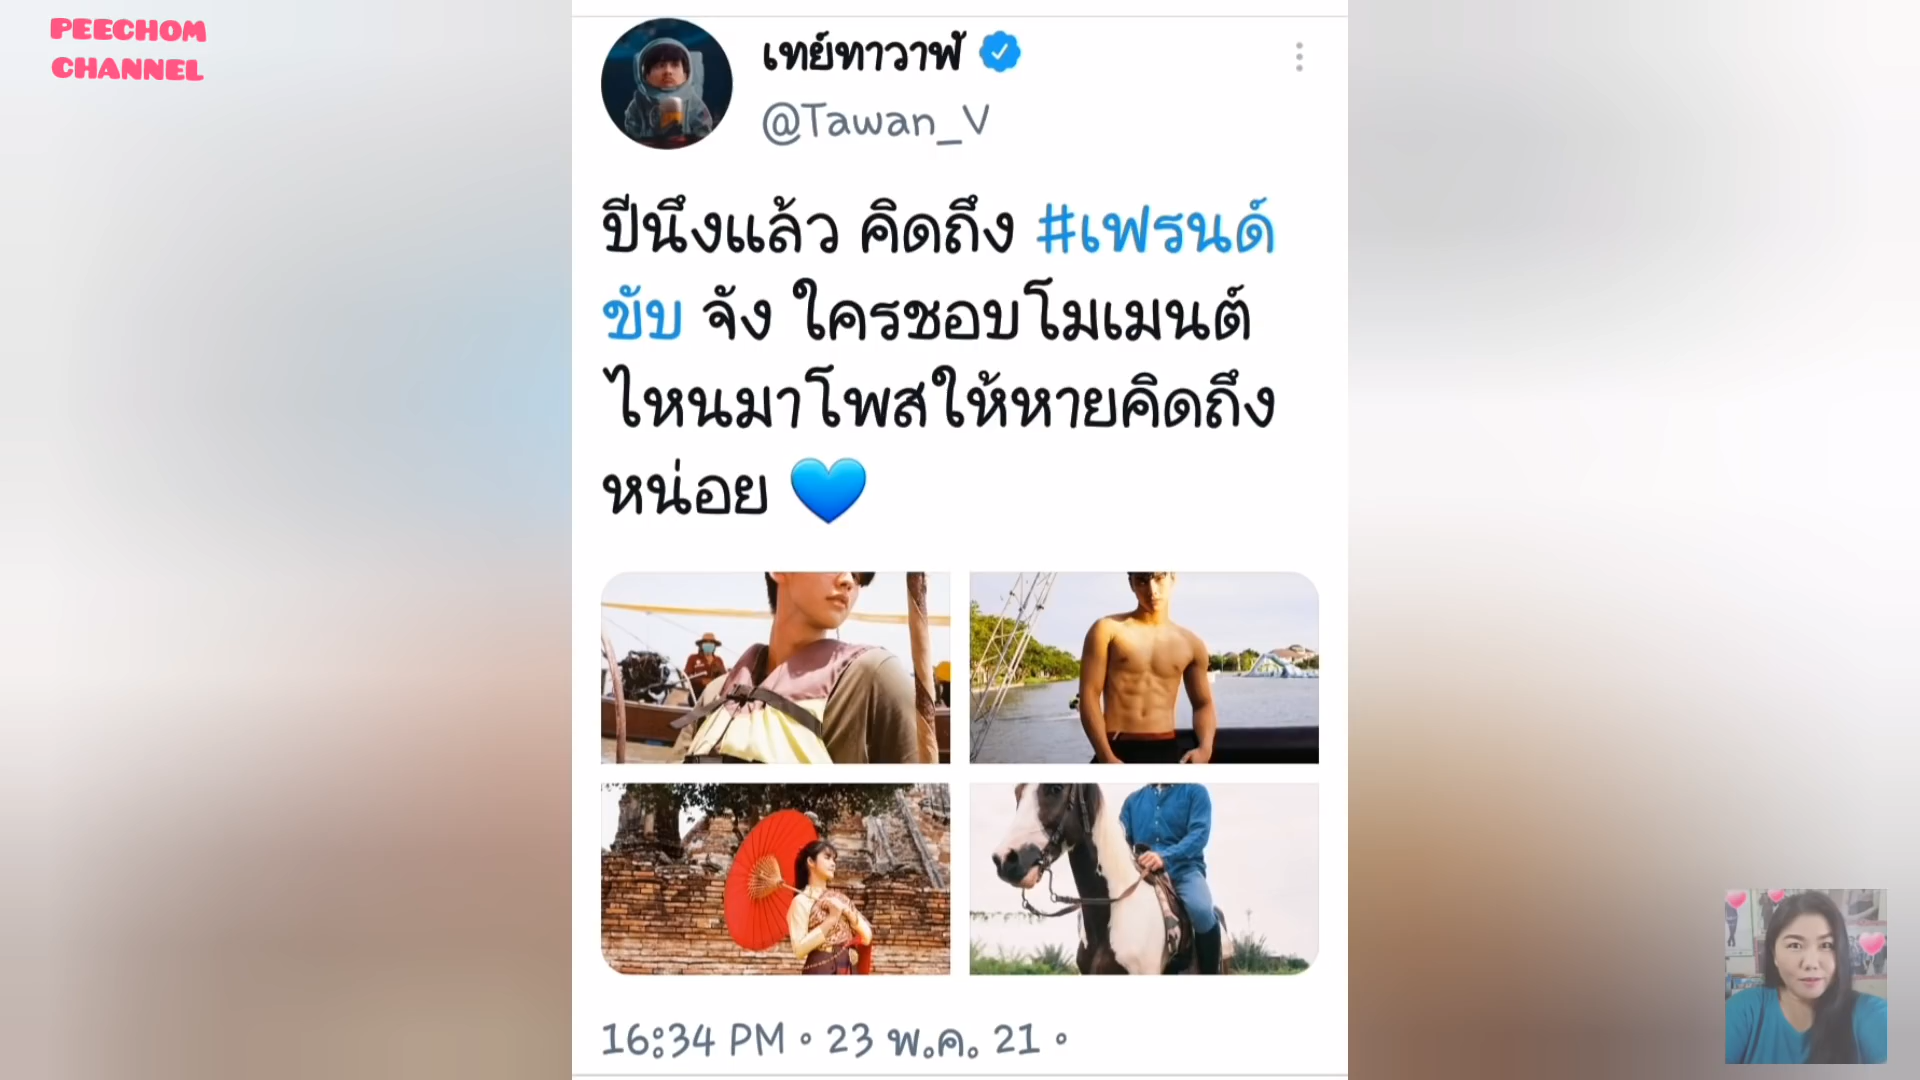 PEECHOM
CHANNEL
เทย์ทาวาฬ
@Tawan_V
ปีนึงแล้ว คิดถึง #เฟรนด์
ขับ จัง ใครชอบโมเมนต์
ไหนมาโพสให้หายคิดถึง
หน่อย 💙
16:34 PM • 23 พ.ค. 21 •